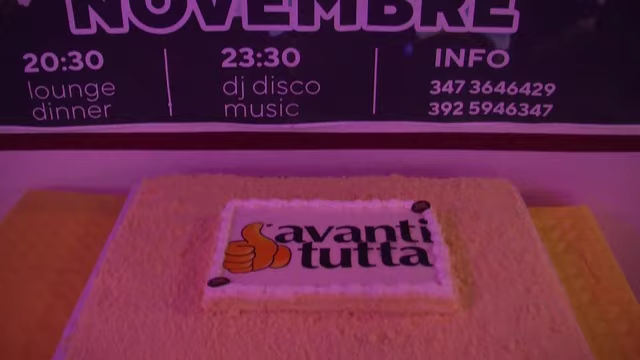 NOVEMBRE
20:30
lounge
dinner
23:30
dj disco
music
INFO
347 3646429
392 5946347
avanti
tutta